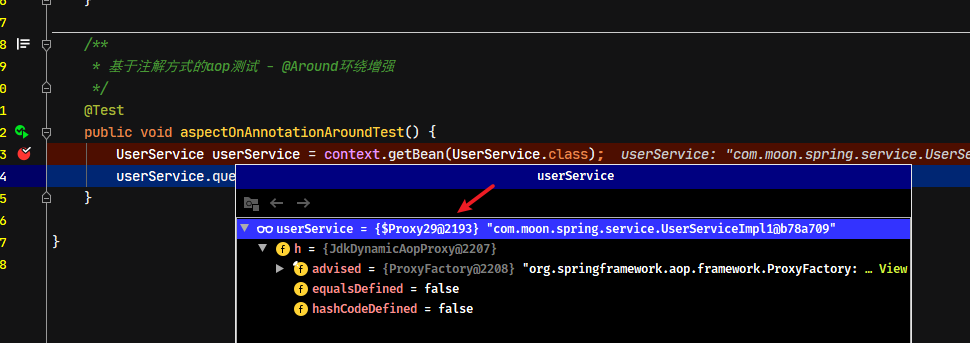 6 }
7
8 /**
9 * 基于注解方式的aop测试 - @Around环绕增强
0 */
1 @Test
2 public void aspectOnAnnotationAroundTest() {
3 UserService userService = context.getBean(UserService.class); userService: "com.moon.spring.service.UserSe
4 userService.que
5 }
6
7 }
8
userService
userService = {$Proxy29@2193} "com.moon.spring.service.UserServiceImpl1@b78a709"
f h = {JdkDynamicAopProxy@2207}
f advised = {ProxyFactory@2208} "org.springframework.aop.framework.ProxyFactory: … View
f equalsDefined = false
f hashCodeDefined = false